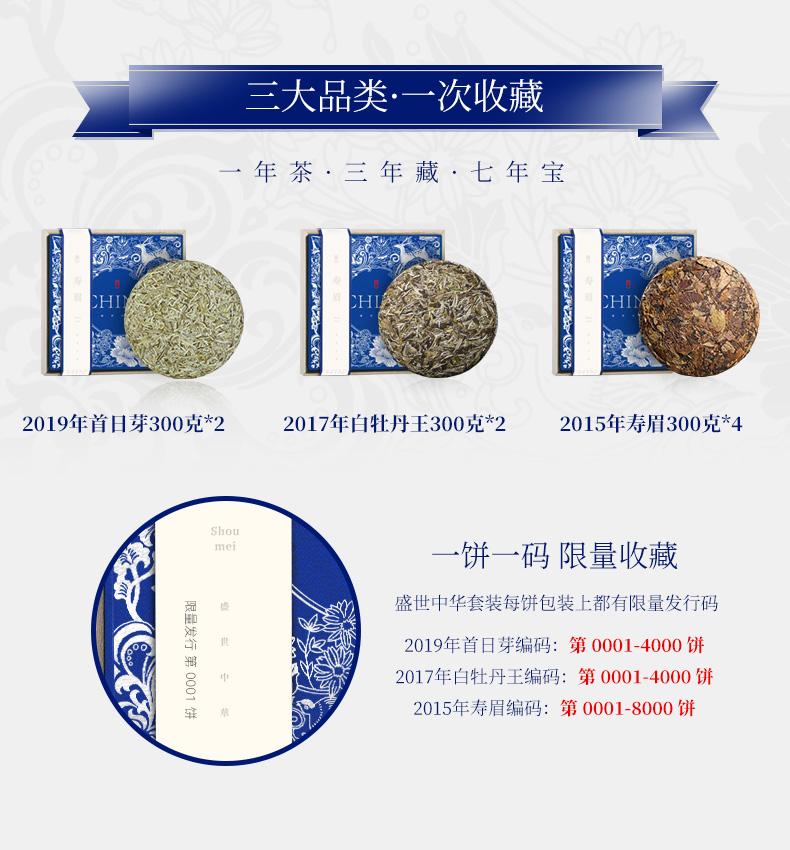 三大品类·一次收藏
一年茶·三年藏·七年宝
寿眉
CHIN
CHI
CHIN
2019年首日芽300克*2
2017年白牡丹王300克*2
2015年寿眉300克*4
Shou
mei
盛世中华
限量发行 第 0001 饼
一饼一码 限量收藏
盛世中华套装每饼包装上都有限量发行码
2019年首日芽编码：第 0001-4000 饼
2017年白牡丹王编码：第 0001-4000 饼
2015年寿眉编码：第 0001-8000 饼